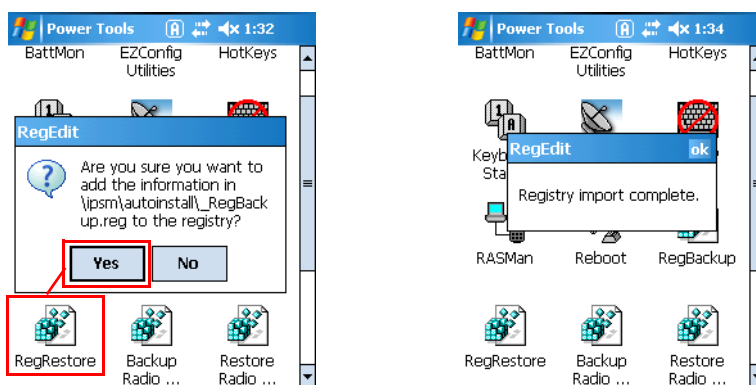 Power Tools 1:32
BattMon EZConfig HotKeys
Utilities
RegEdit
Are you sure you want to
add the information in
\ipsm\autoinstall\_RegBack
up.reg to the registry?
Yes No
RegRestore Backup Restore
Radio ... Radio ...
Power Tools 1:34
BattMon EZConfig HotKeys
Utilities
Keyb
Sta
RegEdit ok
Registry import complete.
RASMan Reboot RegBackup
RegRestore Backup Restore
Radio ... Radio ...